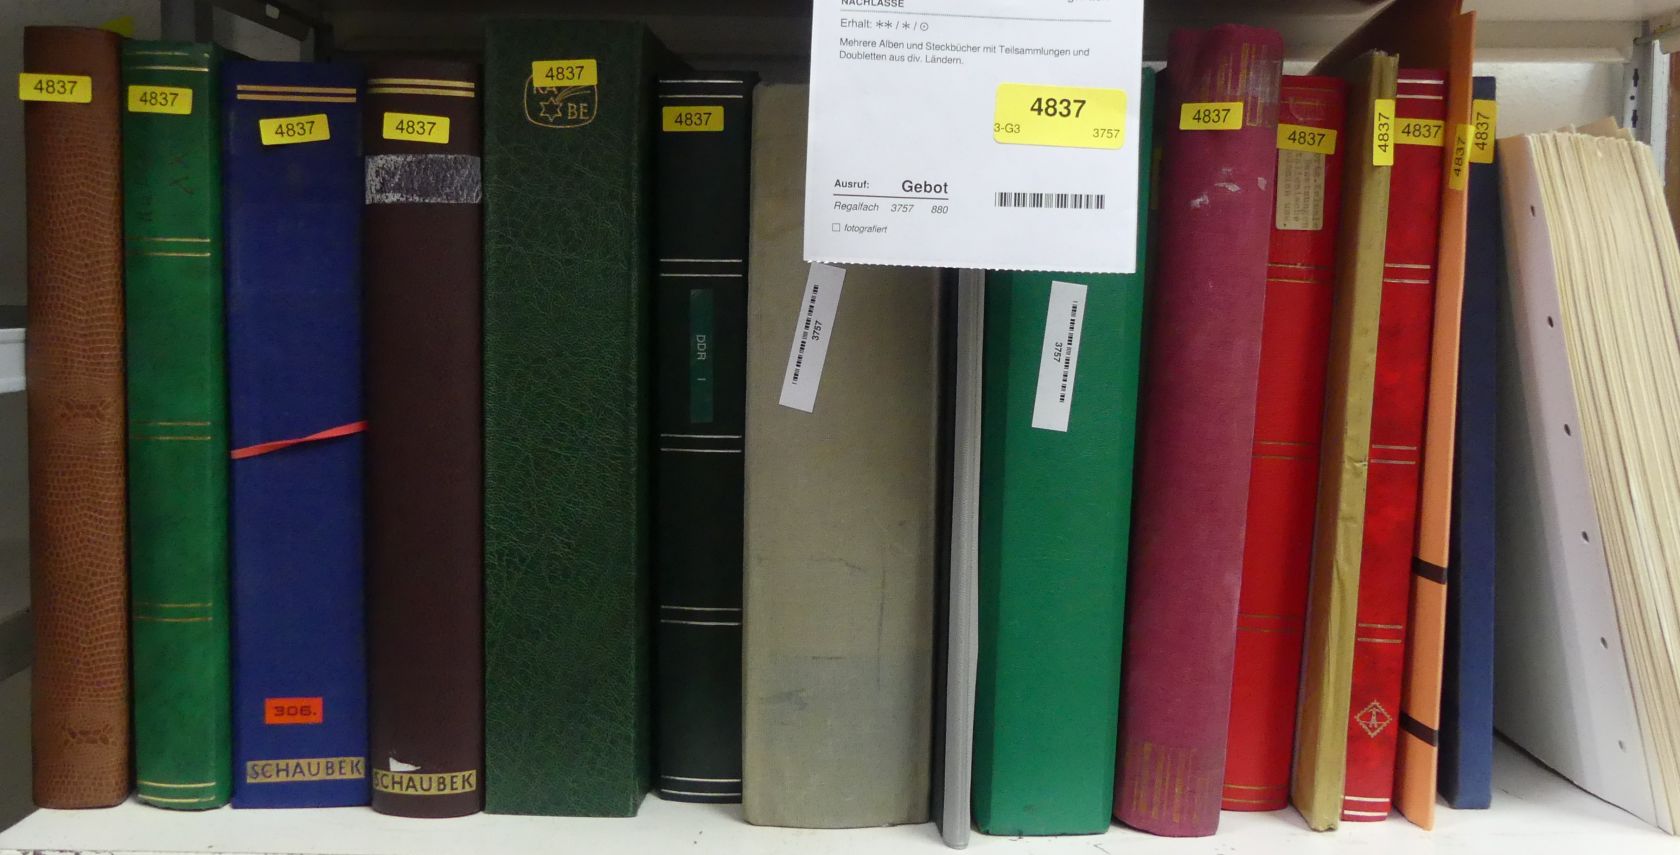 NACHLÄSSE
Erhalt: ** / * / ⊙
Mehrere Alben und Steckbücher mit Teilsammlungen und
Doubletten aus div. Ländern.
4837
3-G3 3757
Ausruf: Gebot
Regalfach 3757 880
☐ fotografiert
4837
4837
4837
306.
SCHAUBEK
4837
SCHAUBEK
4837
KA
BE
4837
DDR I
3757
3757
4837
4837
4837
4837
4837
4837